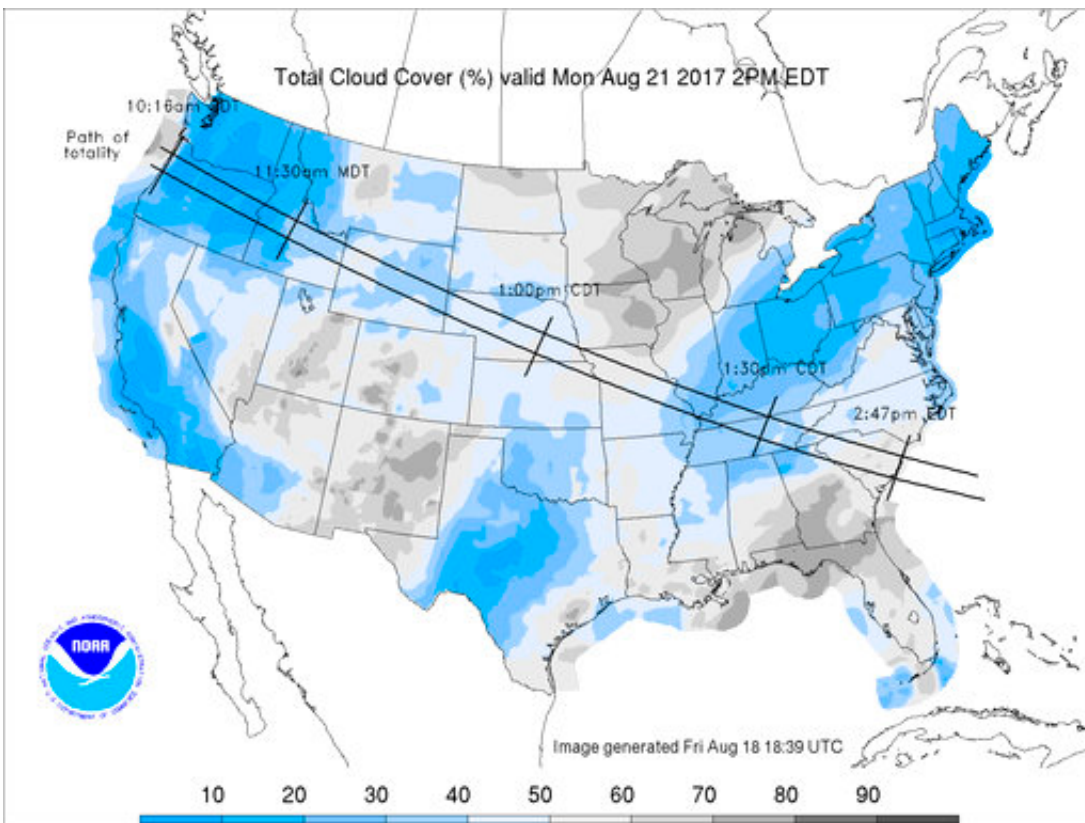 Total Cloud Cover (%) valid Mon Aug 21 2017 2PM EDT
10:16am PDT
Path of
totality
11:30am MDT
1:00pm CDT
1:30pm CDT
2:47pm EDT
NOAA
Image generated Fri Aug 18 18:39 UTC
10 20 30 40 50 60 70 80 90